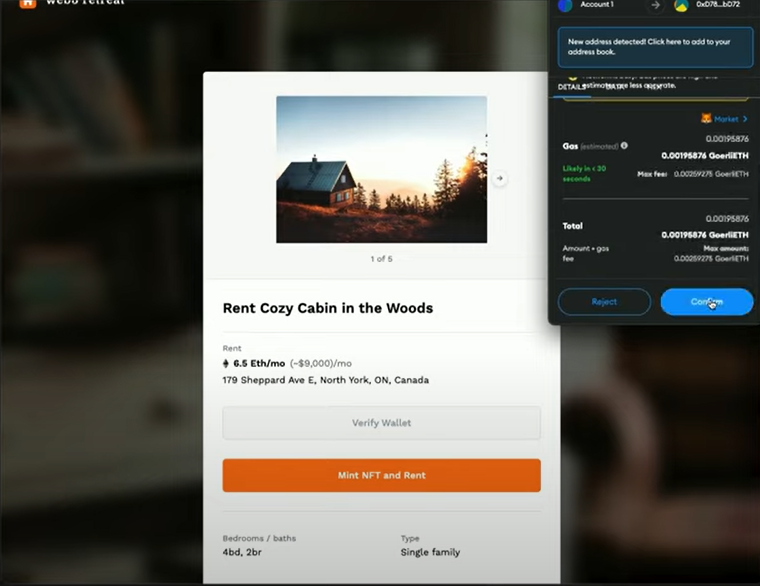 web3 retreat
Account 1
0xD78...bD72
New address detected! Click here to add to your
address book.
estimates are less accurate.
DETAILS
Market >
0.00195876
Gas (estimated)
0.00195876 GoerliETH
Likely in < 30
seconds
Max fee: 0.00259275 GoerliETH
0.00195876
Total
0.00195876 GoerliETH
Amount + gas
fee
Max amount:
0.00259275 GoerliETH
Reject
Confirm
1 of 5
Rent Cozy Cabin in the Woods
Rent
6.5 Eth/mo (~$9,000)/mo
179 Sheppard Ave E, North York, ON, Canada
Verify Wallet
Mint NFT and Rent
Bedrooms / baths
Type
4bd, 2br
Single family